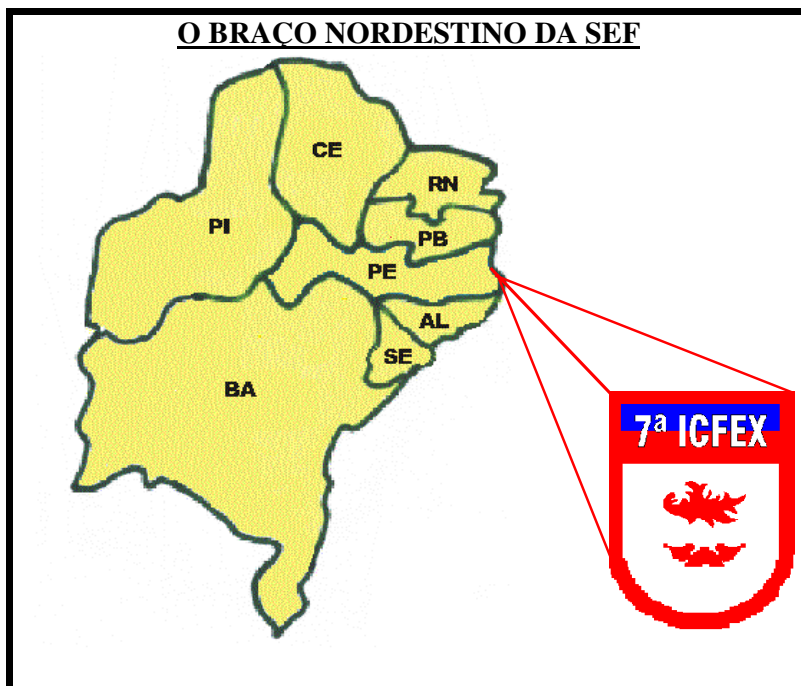 O BRAÇO NORDESTINO DA SEF
CE
RN
PI
PB
PE
AL
SE
BA
7ª ICFEX